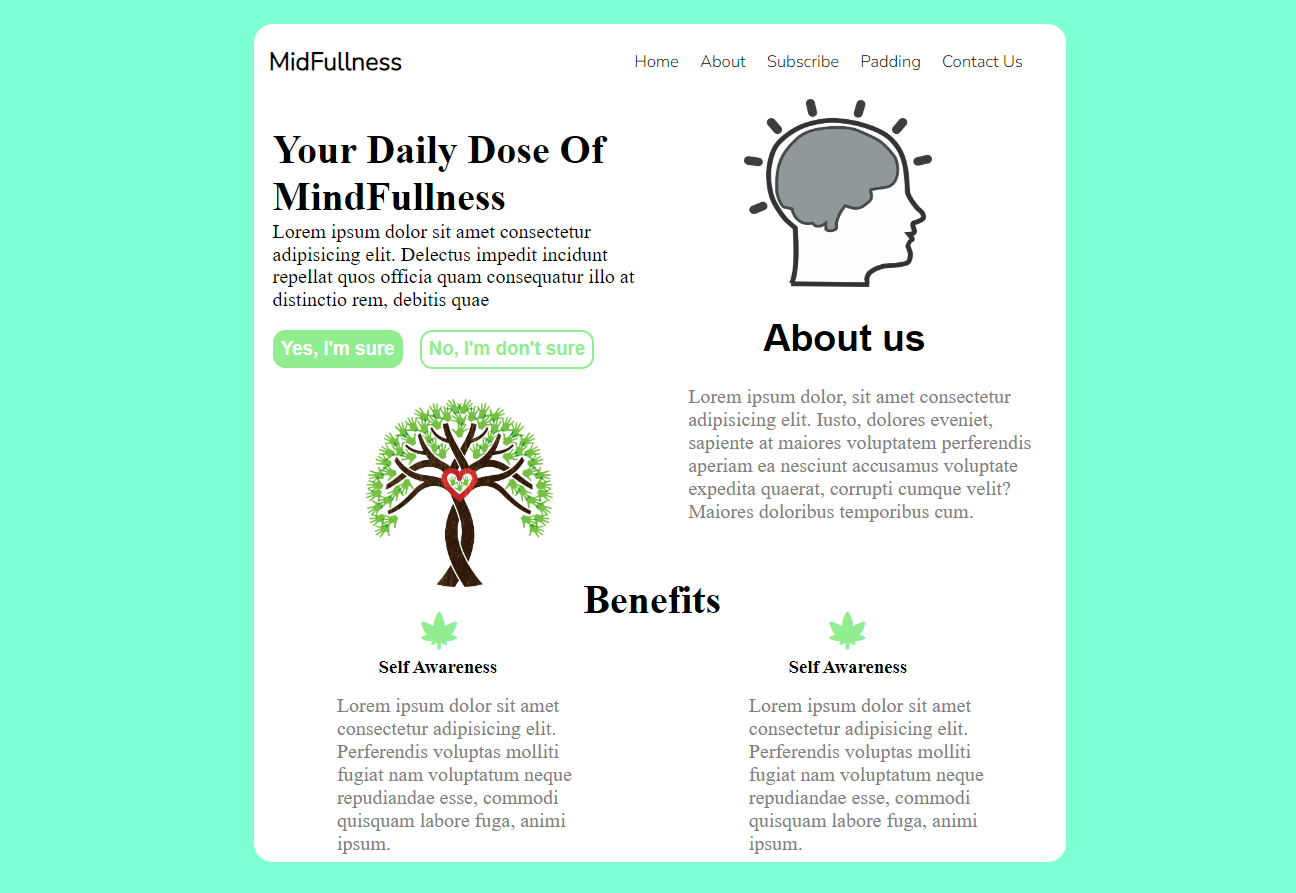 MidFullness
Home About Subscribe Padding Contact Us
Your Daily Dose Of
MindFullness
Lorem ipsum dolor sit amet consectetur
adipisicing elit. Delectus impedit incidunt
repellat quos officia quam consequatur illo at
distinctio rem, debitis quae
Yes, I'm sure No, I'm don't sure
About us
Lorem ipsum dolor, sit amet consectetur
adipisicing elit. Iusto, dolores eveniet,
sapiente at maiores voluptatem perferendis
aperiam ea nesciunt accusamus voluptate
expedita quaerat, corrupti cumque velit?
Maiores doloribus temporibus cum.
Benefits
Self Awareness
Lorem ipsum dolor sit amet
consectetur adipisicing elit.
Perferendis voluptas molliti
fugiat nam voluptatum neque
repudiandae esse, commodi
quisquam labore fuga, animi
ipsum.
Self Awareness
Lorem ipsum dolor sit amet
consectetur adipisicing elit.
Perferendis voluptas molliti
fugiat nam voluptatum neque
repudiandae esse, commodi
quisquam labore fuga, animi
ipsum.